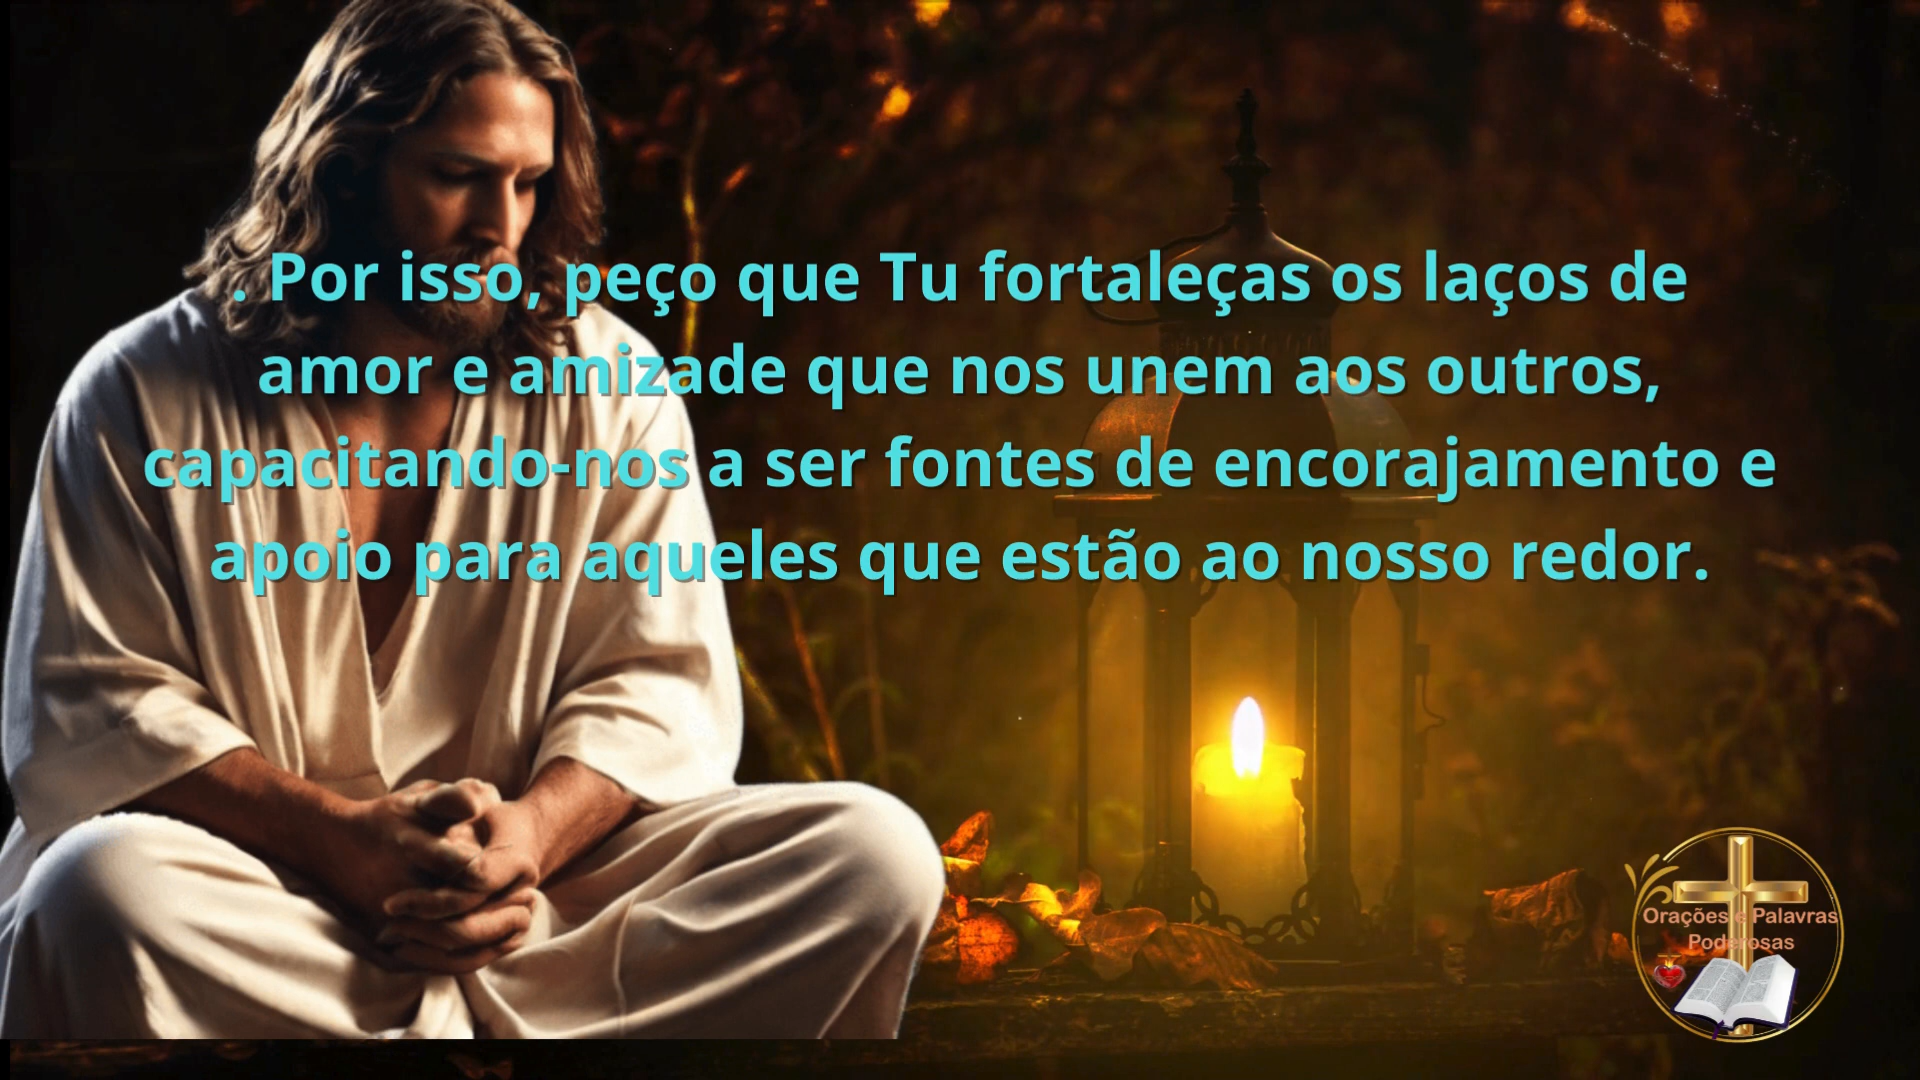 . Por isso, peço que Tu fortaleças os laços de
amor e amizade que nos unem aos outros,
capacitando-nos a ser fontes de encorajamento e
apoio para aqueles que estão ao nosso redor.
Orações e Palavras
Poderosas